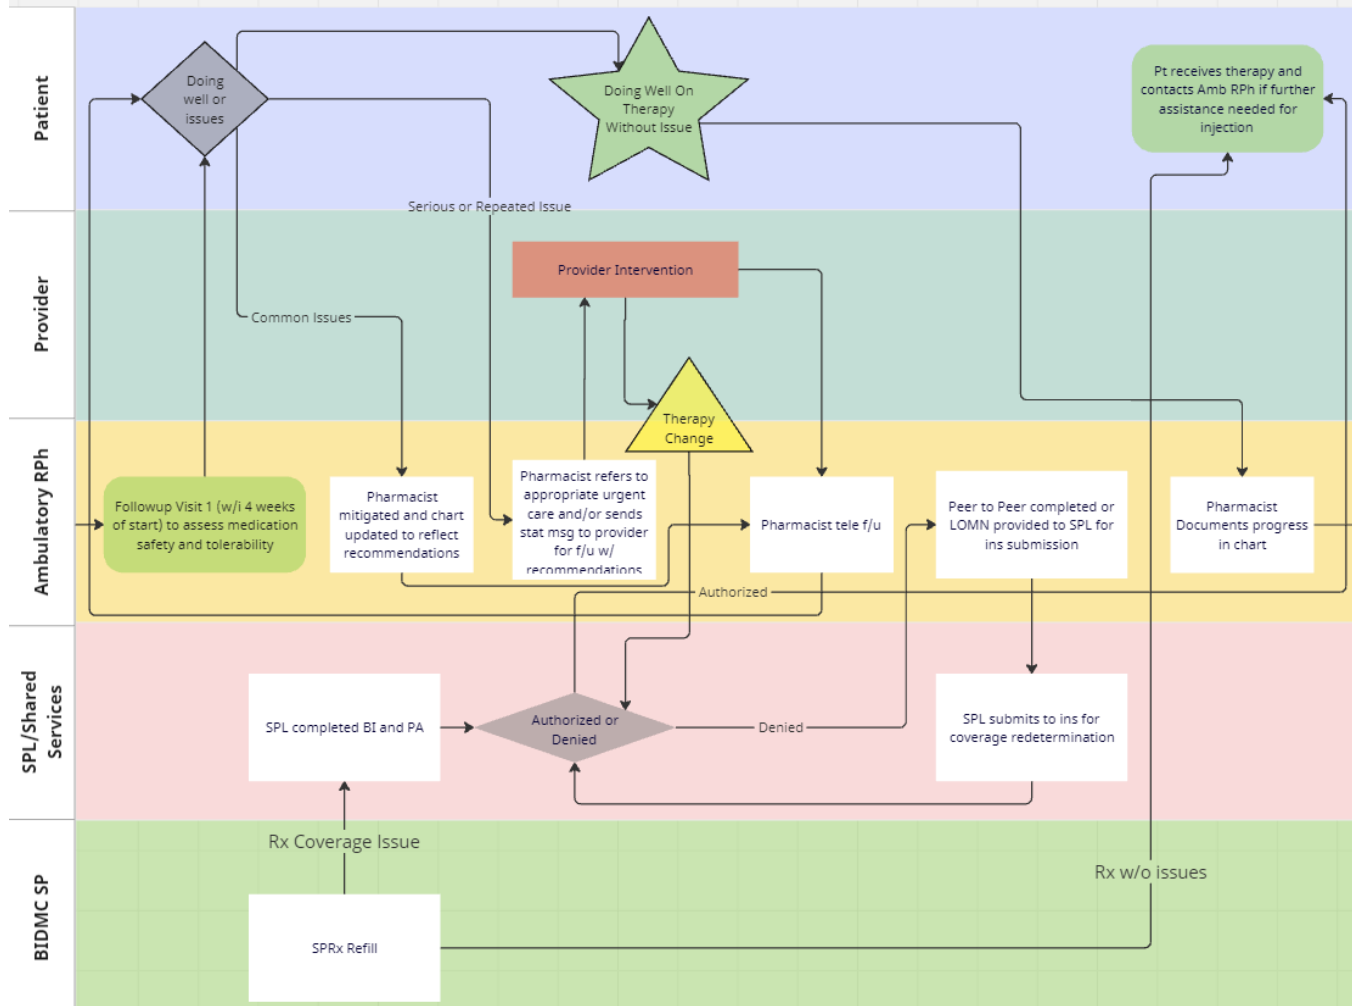 Patient
Doing
well or
issues
Doing Well On
Therapy
Without Issue
Pt receives therapy and
contacts Amb RPh if further
assistance needed for
injection
Serious or Repeated Issue
Provider
Provider Intervention
Common Issues
Therapy
Change
Ambulatory RPh
Followup Visit 1 (w/i 4 weeks
of start) to assess medication
safety and tolerability
Pharmacist
mitigated and chart
updated to reflect
recommendations
Pharmacist refers to
appropriate urgent
care and/or sends
stat msg to provider
for f/u w/
recommendations
Pharmacist tele f/u
Peer to Peer completed or
LOMN provided to SPL for
ins submission
Pharmacist
Documents progress
in chart
Authorized
SPL/Shared
Services
SPL completed BI and PA
Authorized or
Denied
Denied
SPL submits to ins for
coverage redetermination
BIDMC SP
Rx Coverage Issue
Rx w/o issues
SPRx Refill